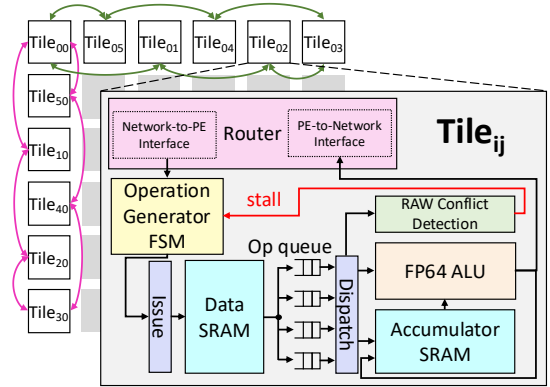 Tile00 Tile05 Tile01 Tile04 Tile02 Tile03
Tile50
Tile10
Tile40
Tile20
Tile30
Tileij
Router
Network-to-PE
Interface
PE-to-Network
Interface
Operation
Generator
FSM
stall
RAW Conflict
Detection
Op queue
Issue
Data
SRAM
Dispatch
FP64 ALU
Accumulator
SRAM